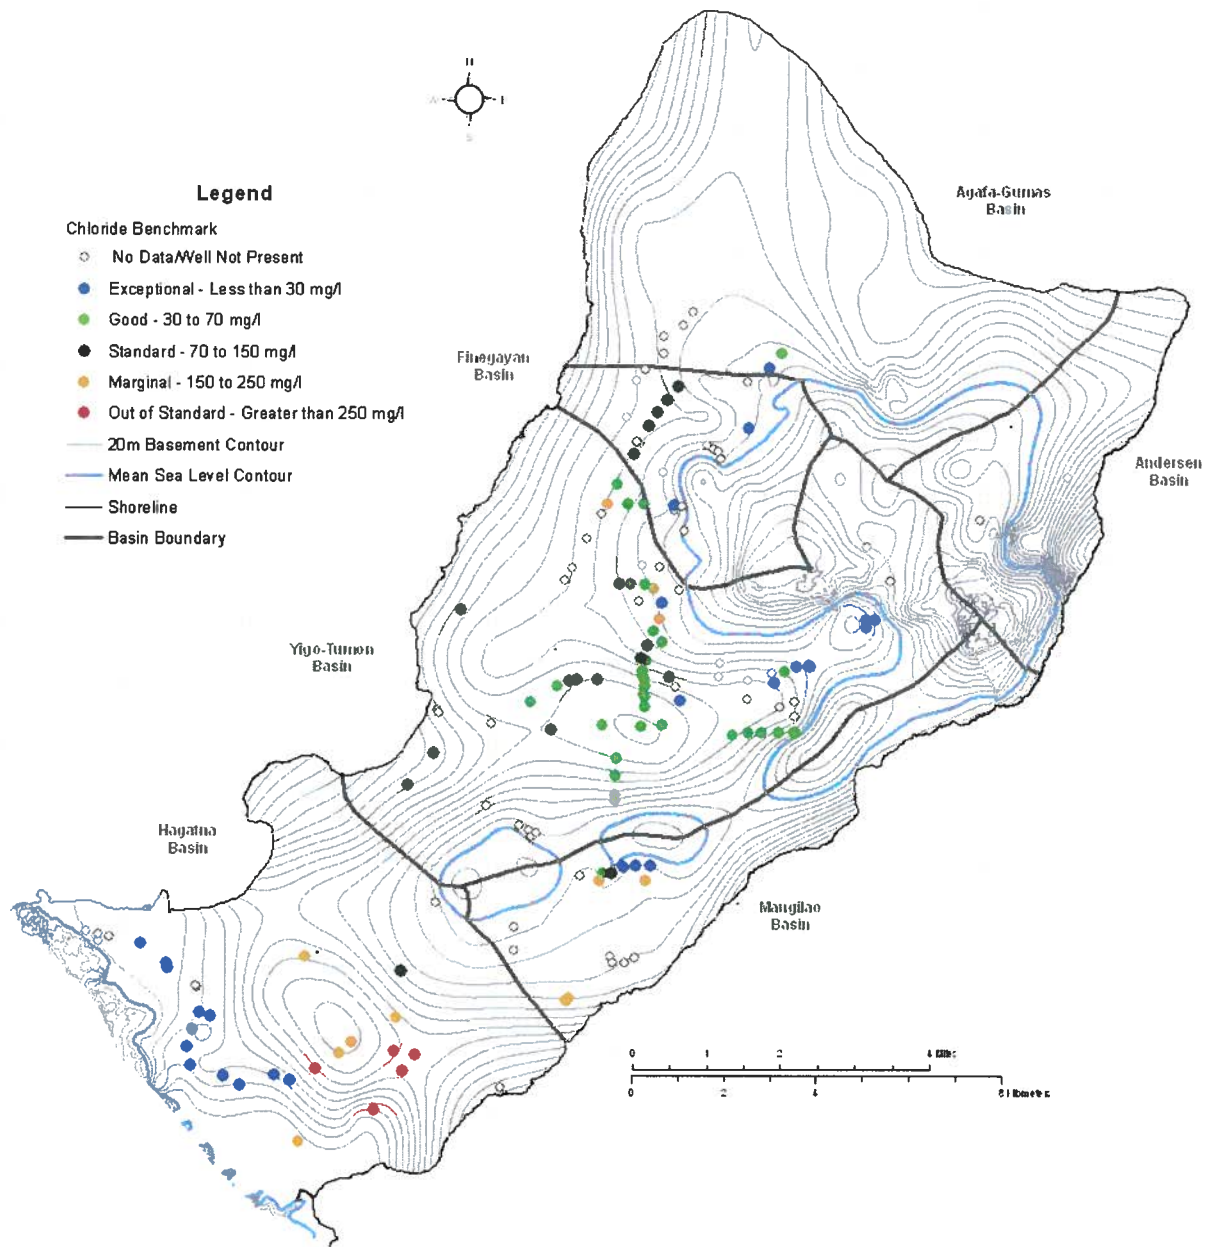 Legend
Chloride Benchmark
No Data/Well Not Present
Exceptional - Less than 30 mg/l
Good - 30 to 70 mg/l
Standard - 70 to 150 mg/l
Marginal - 150 to 250 mg/l
Out of Standard - Greater than 250 mg/l
20m Basement Contour
Mean Sea Level Contour
Shoreline
Basin Boundary
Agafa-Gumas
Basin
Finegayan
Basin
Andersen
Basin
Yigo-Tumon
Basin
Hagatna
Basin
Mangilao
Basin
0 1 2 4 Miles
0 2 4 8 Kilometers